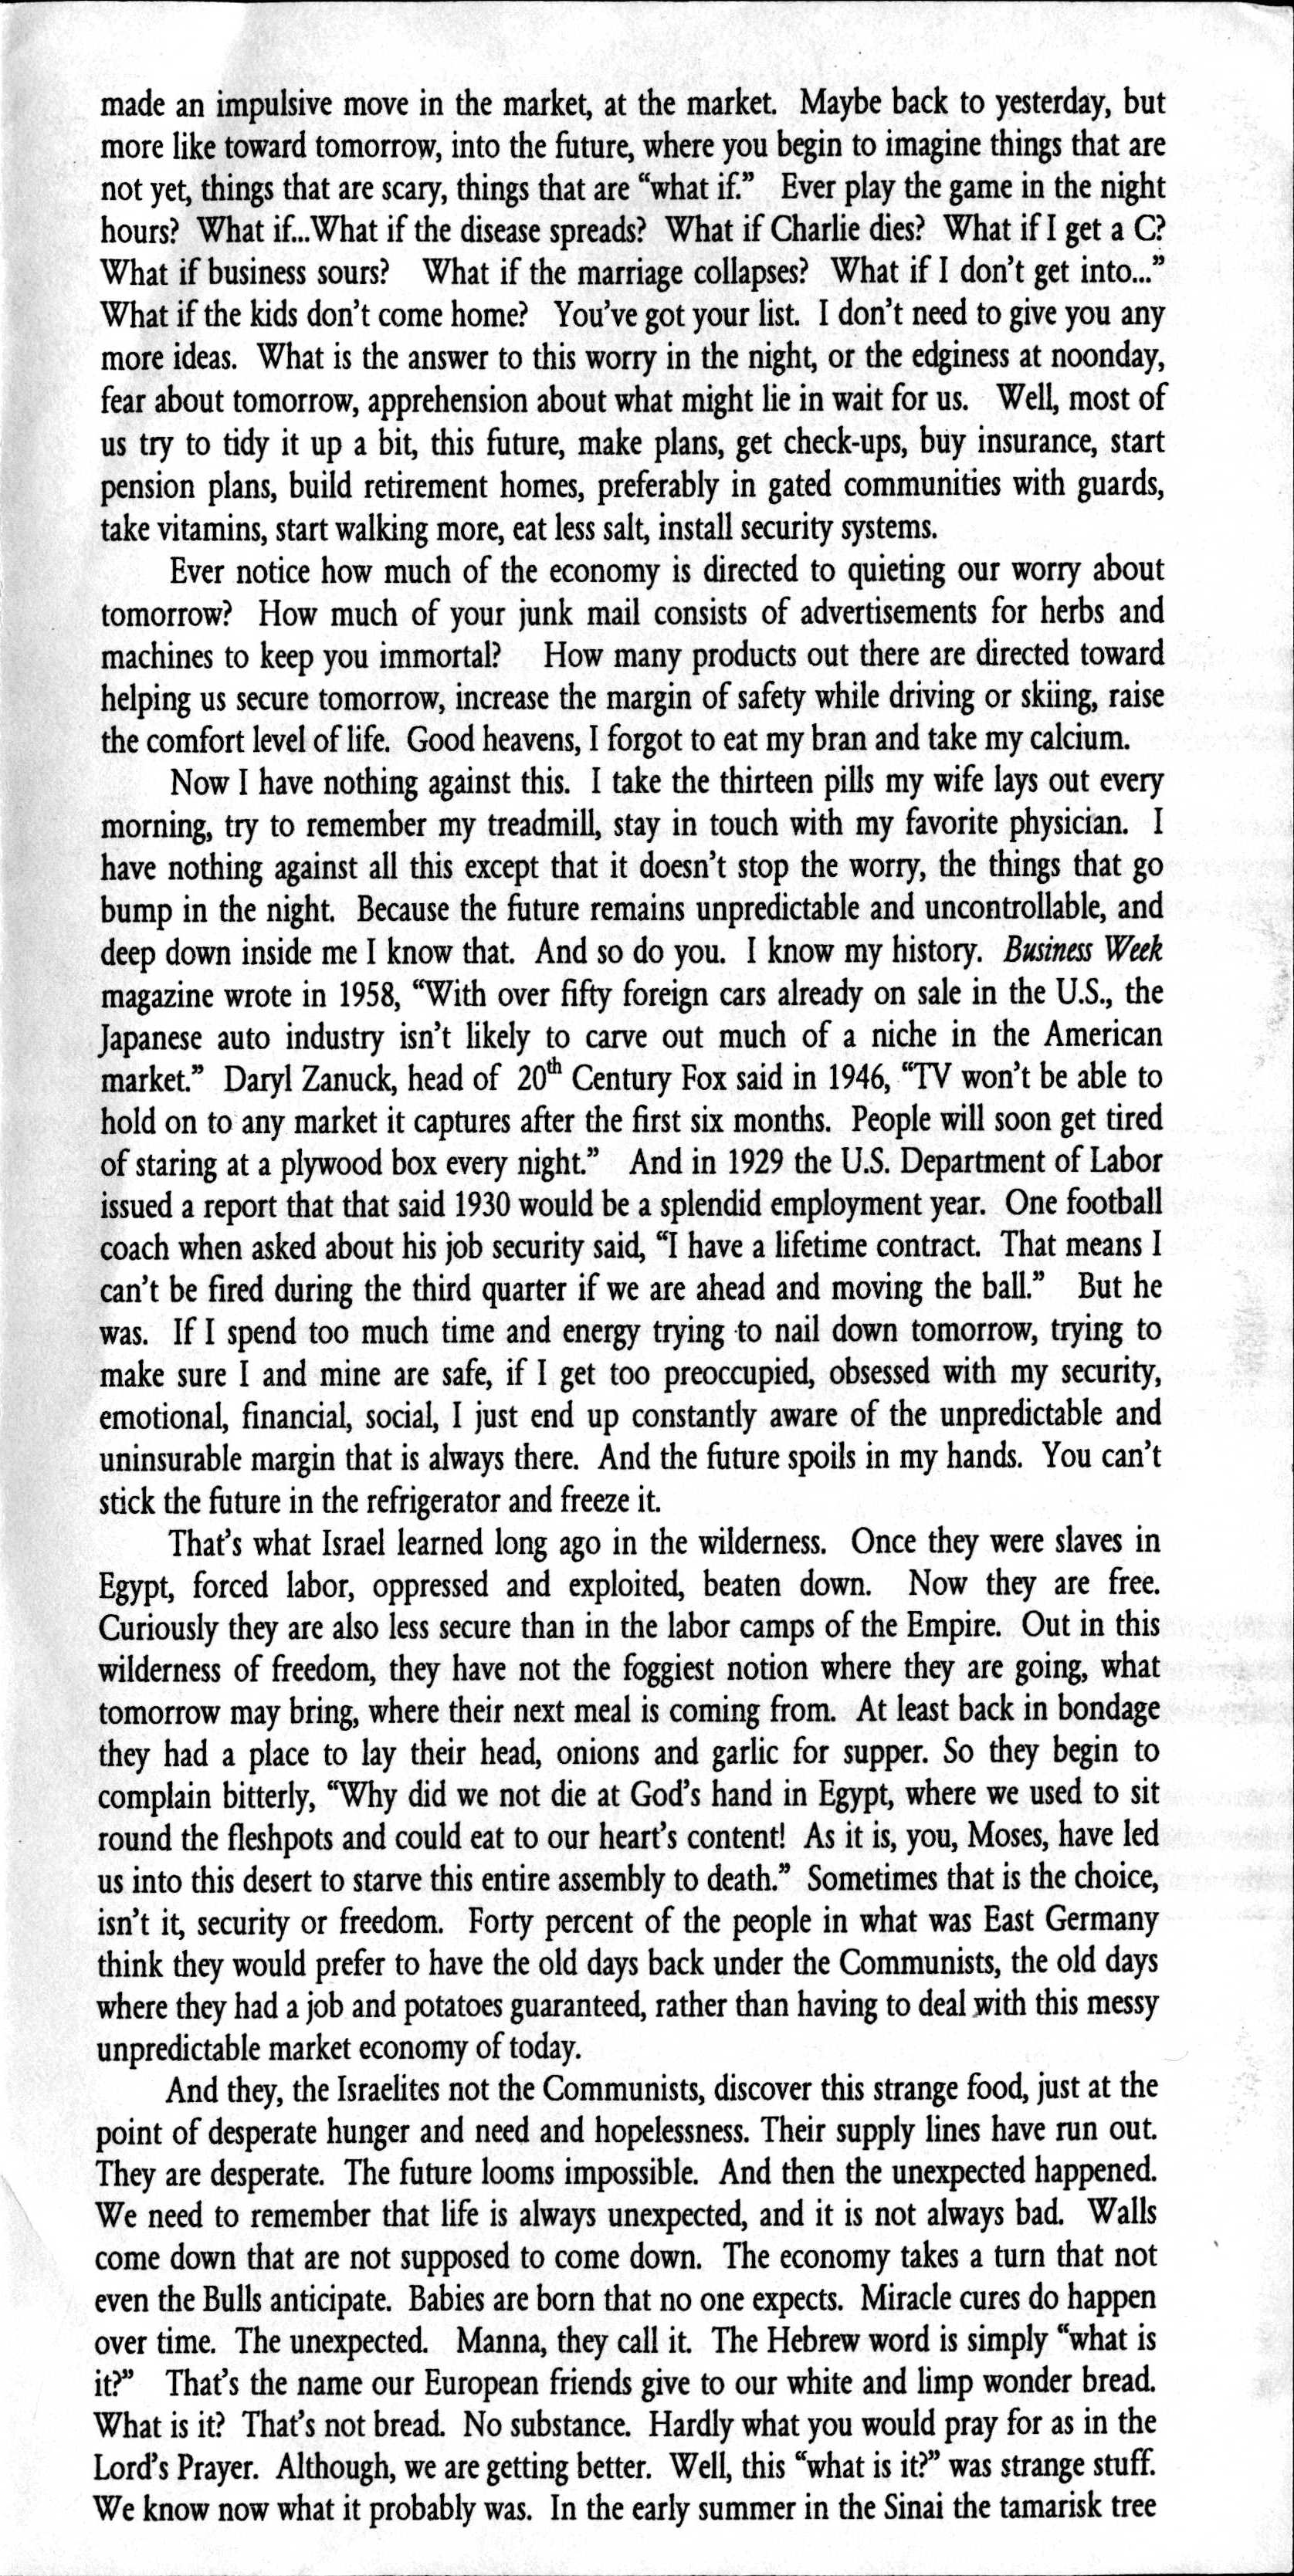 made an impulsive move in the market, at the market. Maybe back to yesterday, but
more like toward tomorrow, into the future, where you begin to imagine things that are
not yet, things that are scary, things that are “what if.” Ever play the game in the night
hours? What if...What if the disease spreads? What if Charlie dies? What if I get a C?
What if business sours? What if the marriage collapses? What if I don’t get into...”
What if the kids don’t come home? You’ve got your list. I don’t need to give you any
more ideas. What is the answer to this worry in the night, or the edginess at noonday,
fear about tomorrow, apprehension about what might lie in wait for us. Well, most of
us try to tidy it up a bit, this future, make plans, get check-ups, buy insurance, start
pension plans, build retirement homes, preferably in gated communities with guards,
take vitamins, start walking more, eat less salt, install security systems.
Ever notice how much of the economy is directed to quieting our worry about
tomorrow? How much of your junk mail consists of advertisements for herbs and
machines to keep you immortal? How many products out there are directed toward
helping us secure tomorrow, increase the margin of safety while driving or skiing, raise
the comfort level of life. Good heavens, I forgot to eat my bran and take my calcium.
Now I have nothing against this. I take the thirteen pills my wife lays out every
morning, try to remember my treadmill, stay in touch with my favorite physician. I
have nothing against all this except that it doesn’t stop the worry, the things that go
bump in the night. Because the future remains unpredictable and uncontrollable, and
deep down inside me I know that. And so do you. I know my history. Business Week
magazine wrote in 1958, “With over fifty foreign cars already on sale in the U.S., the
Japanese auto industry isn’t likely to carve out much of a niche in the American
market.” Daryl Zanuck, head of 20th Century Fox said in 1946, “TV won’t be able to
hold on to any market it captures after the first six months. People will soon get tired
of staring at a plywood box every night.” And in 1929 the U.S. Department of Labor
issued a report that that said 1930 would be a splendid employment year. One football
coach when asked about his job security said, “I have a lifetime contract. That means I
can’t be fired during the third quarter if we are ahead and moving the ball.” But he
was. If I spend too much time and energy trying to nail down tomorrow, trying to
make sure I and mine are safe, if I get too preoccupied, obsessed with my security,
emotional, financial, social, I just end up constantly aware of the unpredictable and
uninsurable margin that is always there. And the future spoils in my hands. You can’t
stick the future in the refrigerator and freeze it.
That’s what Israel learned long ago in the wilderness. Once they were slaves in
Egypt, forced labor, oppressed and exploited, beaten down. Now they are free.
Curiously they are also less secure than in the labor camps of the Empire. Out in this
wilderness of freedom, they have not the foggiest notion where they are going, what
tomorrow may bring, where their next meal is coming from. At least back in bondage
they had a place to lay their head, onions and garlic for supper. So they begin to
complain bitterly, “Why did we not die at God’s hand in Egypt, where we used to sit
round the fleshpots and could eat to our heart’s content! As it is, you, Moses, have led
us into this desert to starve this entire assembly to death.” Sometimes that is the choice,
isn’t it, security or freedom. Forty percent of the people in what was East Germany
think they would prefer to have the old days back under the Communists, the old days
where they had a job and potatoes guaranteed, rather than having to deal with this messy
unpredictable market economy of today.
And they, the Israelites not the Communists, discover this strange food, just at the
point of desperate hunger and need and hopelessness. Their supply lines have run out.
They are desperate. The future looms impossible. And then the unexpected happened.
We need to remember that life is always unexpected, and it is not always bad. Walls
come down that are not supposed to come down. The economy takes a turn that not
even the Bulls anticipate. Babies are born that no one expects. Miracle cures do happen
over time. The unexpected. Manna, they call it. The Hebrew word is simply “what is
it?” That’s the name our European friends give to our white and limp wonder bread.
What is it? That’s not bread. No substance. Hardly what you would pray for as in the
Lord’s Prayer. Although, we are getting better. Well, this “what is it?” was strange stuff.
We know now what it probably was. In the early summer in the Sinai the tamarisk tree